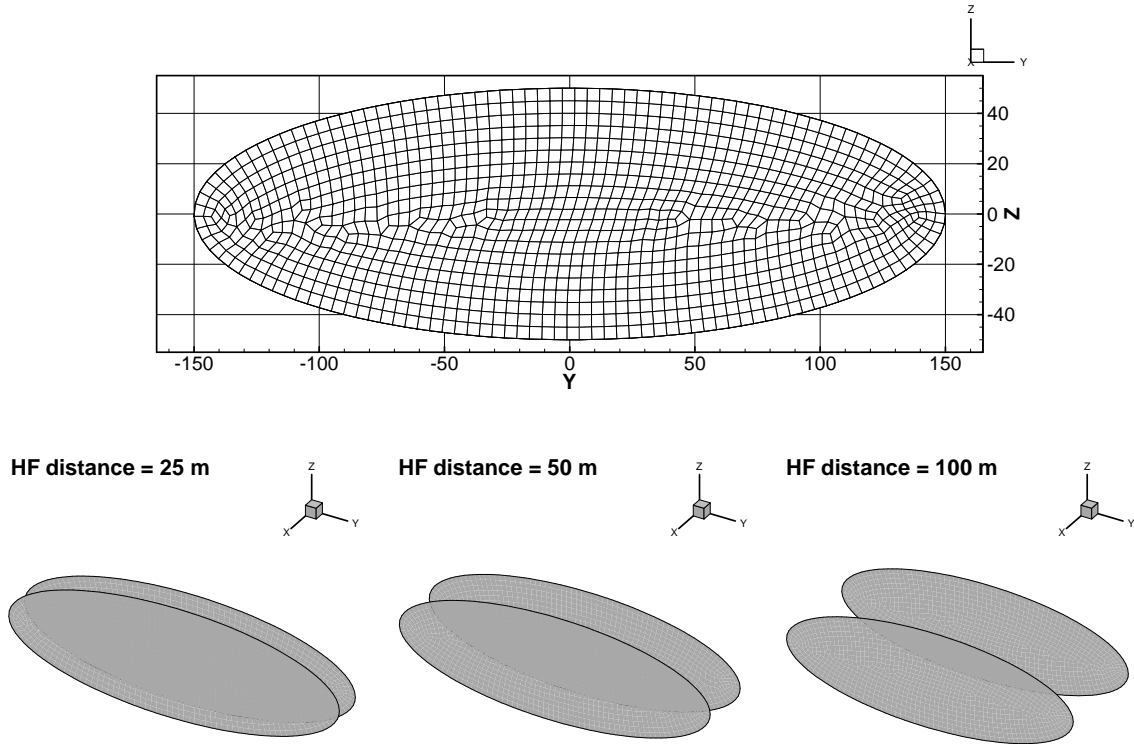 Z
X Y
40
20
0
-20
-40
Z
-150 -100 -50 0 50 100 150
Y
HF distance = 25 m HF distance = 50 m HF distance = 100 m
Z Z Z
X Y X Y X Y